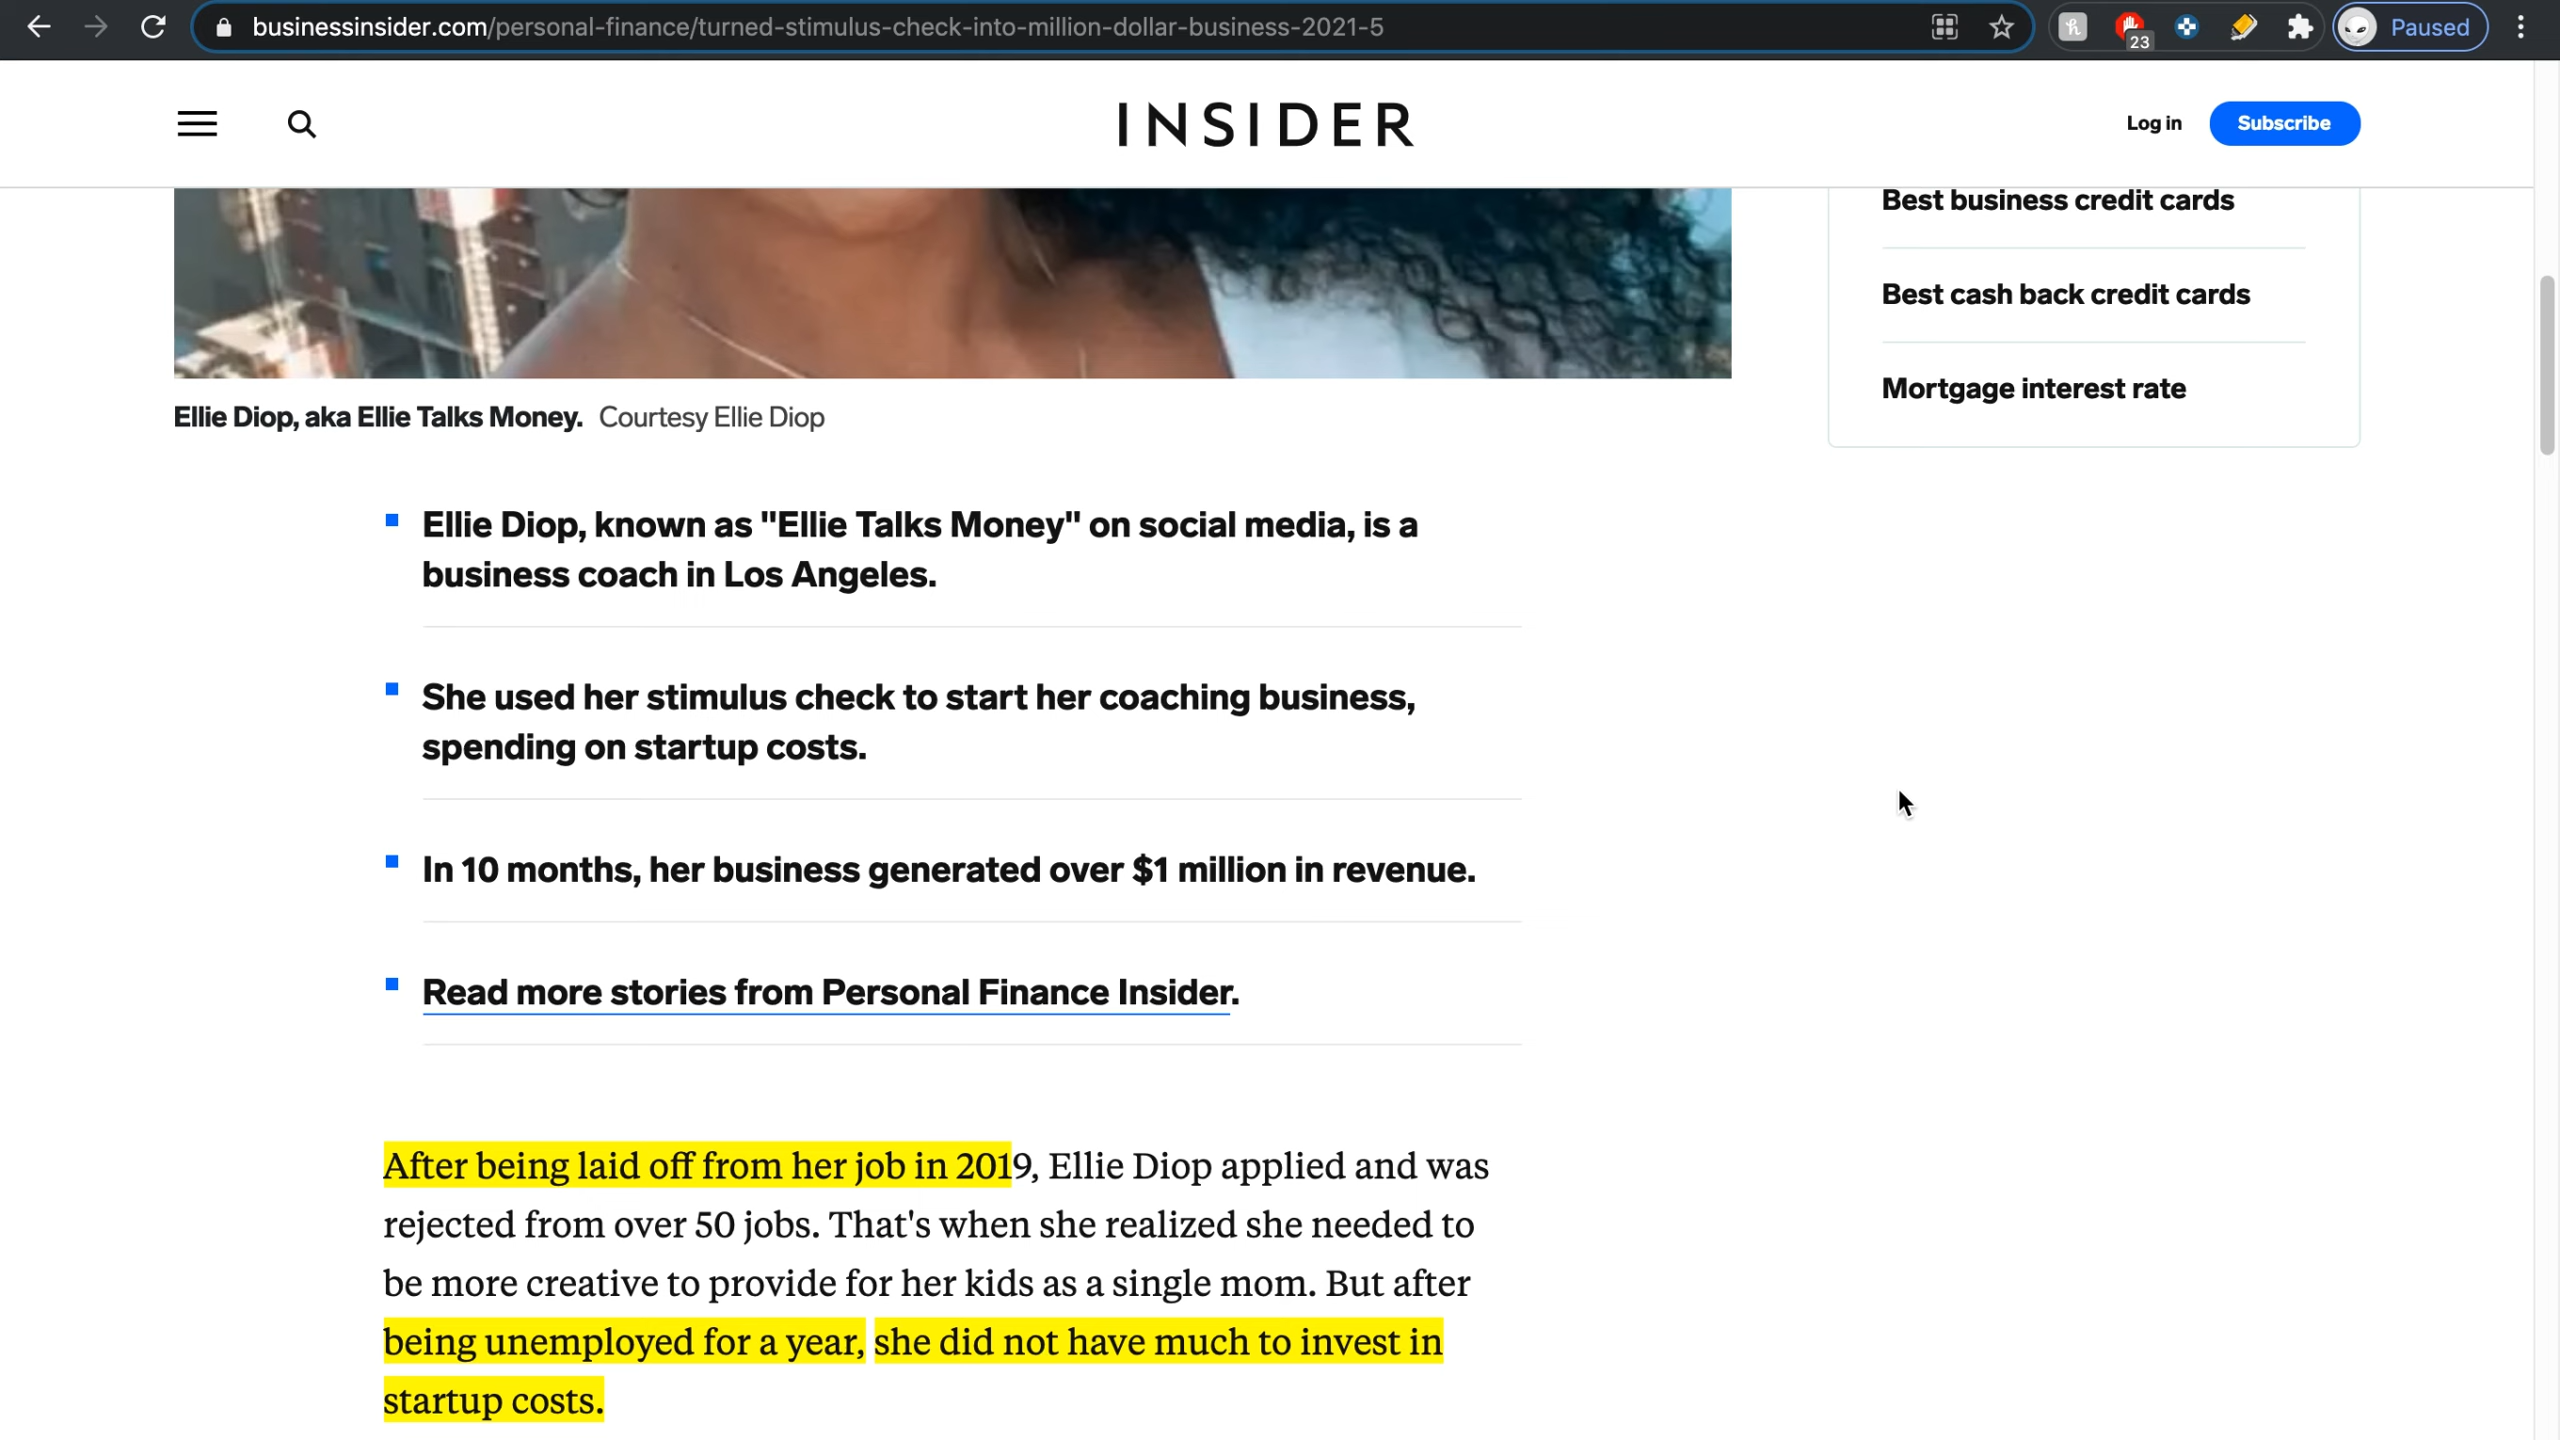 businessinsider.com/personal-finance/turned-stimulus-check-into-million-dollar-business-2021-5
23
Paused
INSIDER
Log in
Subscribe
Best business credit cards
Best cash back credit cards
Mortgage interest rate
Ellie Diop, aka Ellie Talks Money. Courtesy Ellie Diop
Ellie Diop, known as "Ellie Talks Money" on social media, is a
business coach in Los Angeles.
She used her stimulus check to start her coaching business,
spending on startup costs.
In 10 months, her business generated over $1 million in revenue.
Read more stories from Personal Finance Insider.
After being laid off from her job in 2019, Ellie Diop applied and was
rejected from over 50 jobs. That's when she realized she needed to
be more creative to provide for her kids as a single mom. But after
being unemployed for a year, she did not have much to invest in
startup costs.